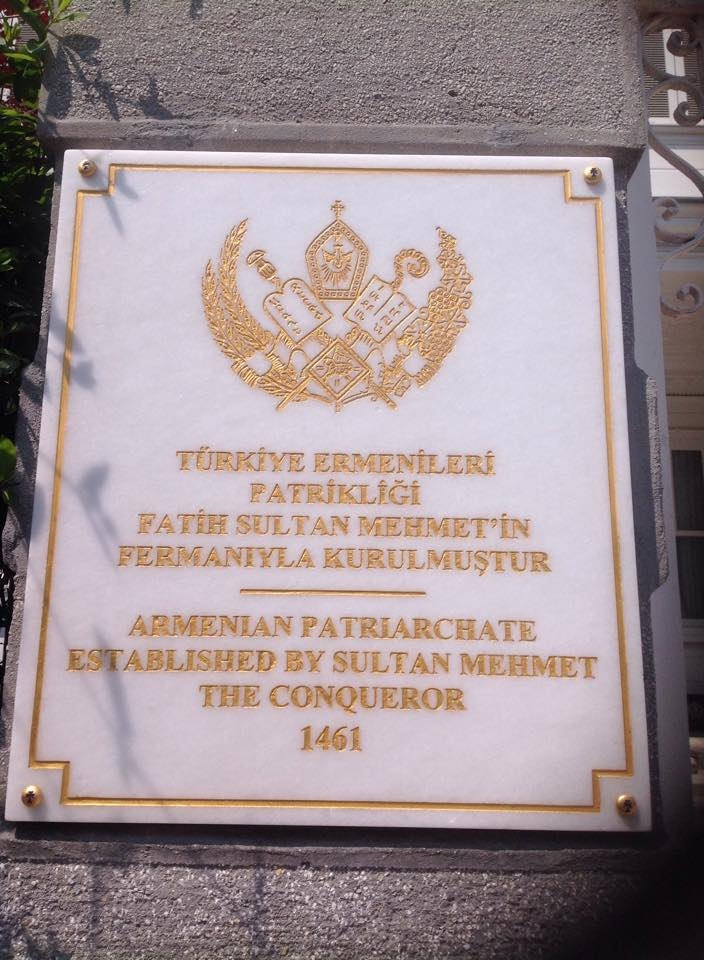 TÜRKİYE ERMENİLERİ
PATRİKLİĞİ
FATİH SULTAN MEHMET'İN
FERMANIYLA KURULMUŞTUR
ARMENIAN PATRIARCHATE
ESTABLISHED BY SULTAN MEHMET
THE CONQUEROR
1461